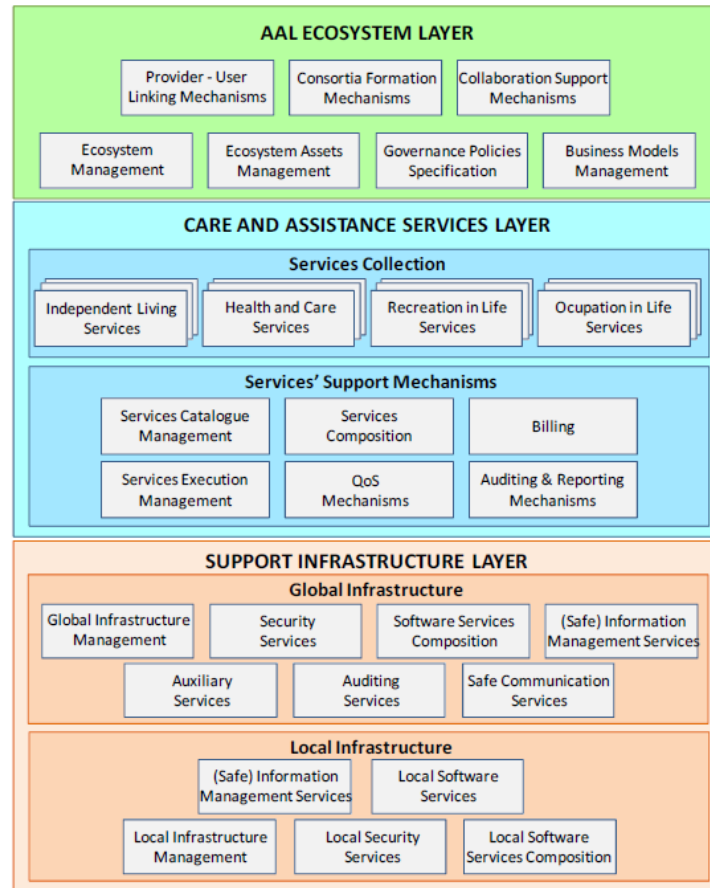 AAL ECOSYSTEM LAYER
Provider - User
Linking Mechanisms
Consortia Formation
Mechanisms
Collaboration Support
Mechanisms
Ecosystem
Management
Ecosystem Assets
Management
Governance Policies
Specification
Business Models
Management
CARE AND ASSISTANCE SERVICES LAYER
Services Collection
Independent Living
Services
Health and Care
Services
Recreation in Life
Services
Ocupation in Life
Services
Services’ Support Mechanisms
Services Catalogue
Management
Services
Composition
Billing
Services Execution
Management
QoS
Mechanisms
Auditing & Reporting
Mechanisms
SUPPORT INFRASTRUCTURE LAYER
Global Infrastructure
Global Infrastructure
Management
Security
Services
Software Services
Composition
(Safe) Information
Management Services
Auxiliary
Services
Auditing
Services
Safe Communication
Services
Local Infrastructure
(Safe) Information
Management Services
Local Software
Services
Local Infrastructure
Management
Local Security
Services
Local Software
Services Composition